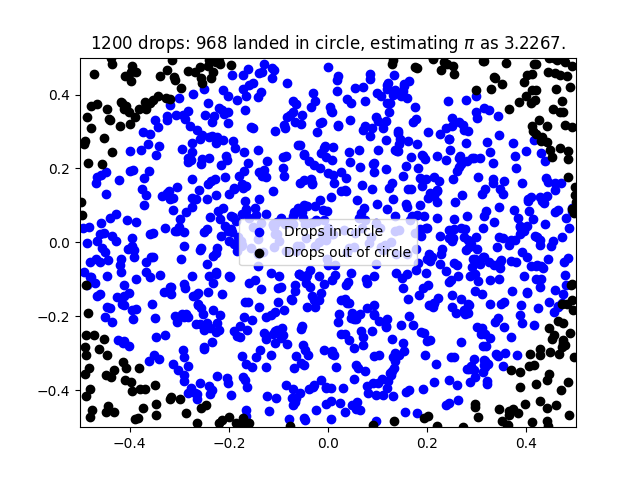 1200 drops: 968 landed in circle, estimating π as 3.2267.
0.4
0.2
0.0
−0.2
−0.4
Drops in circle
Drops out of circle
−0.4 −0.2 0.0 0.2 0.4